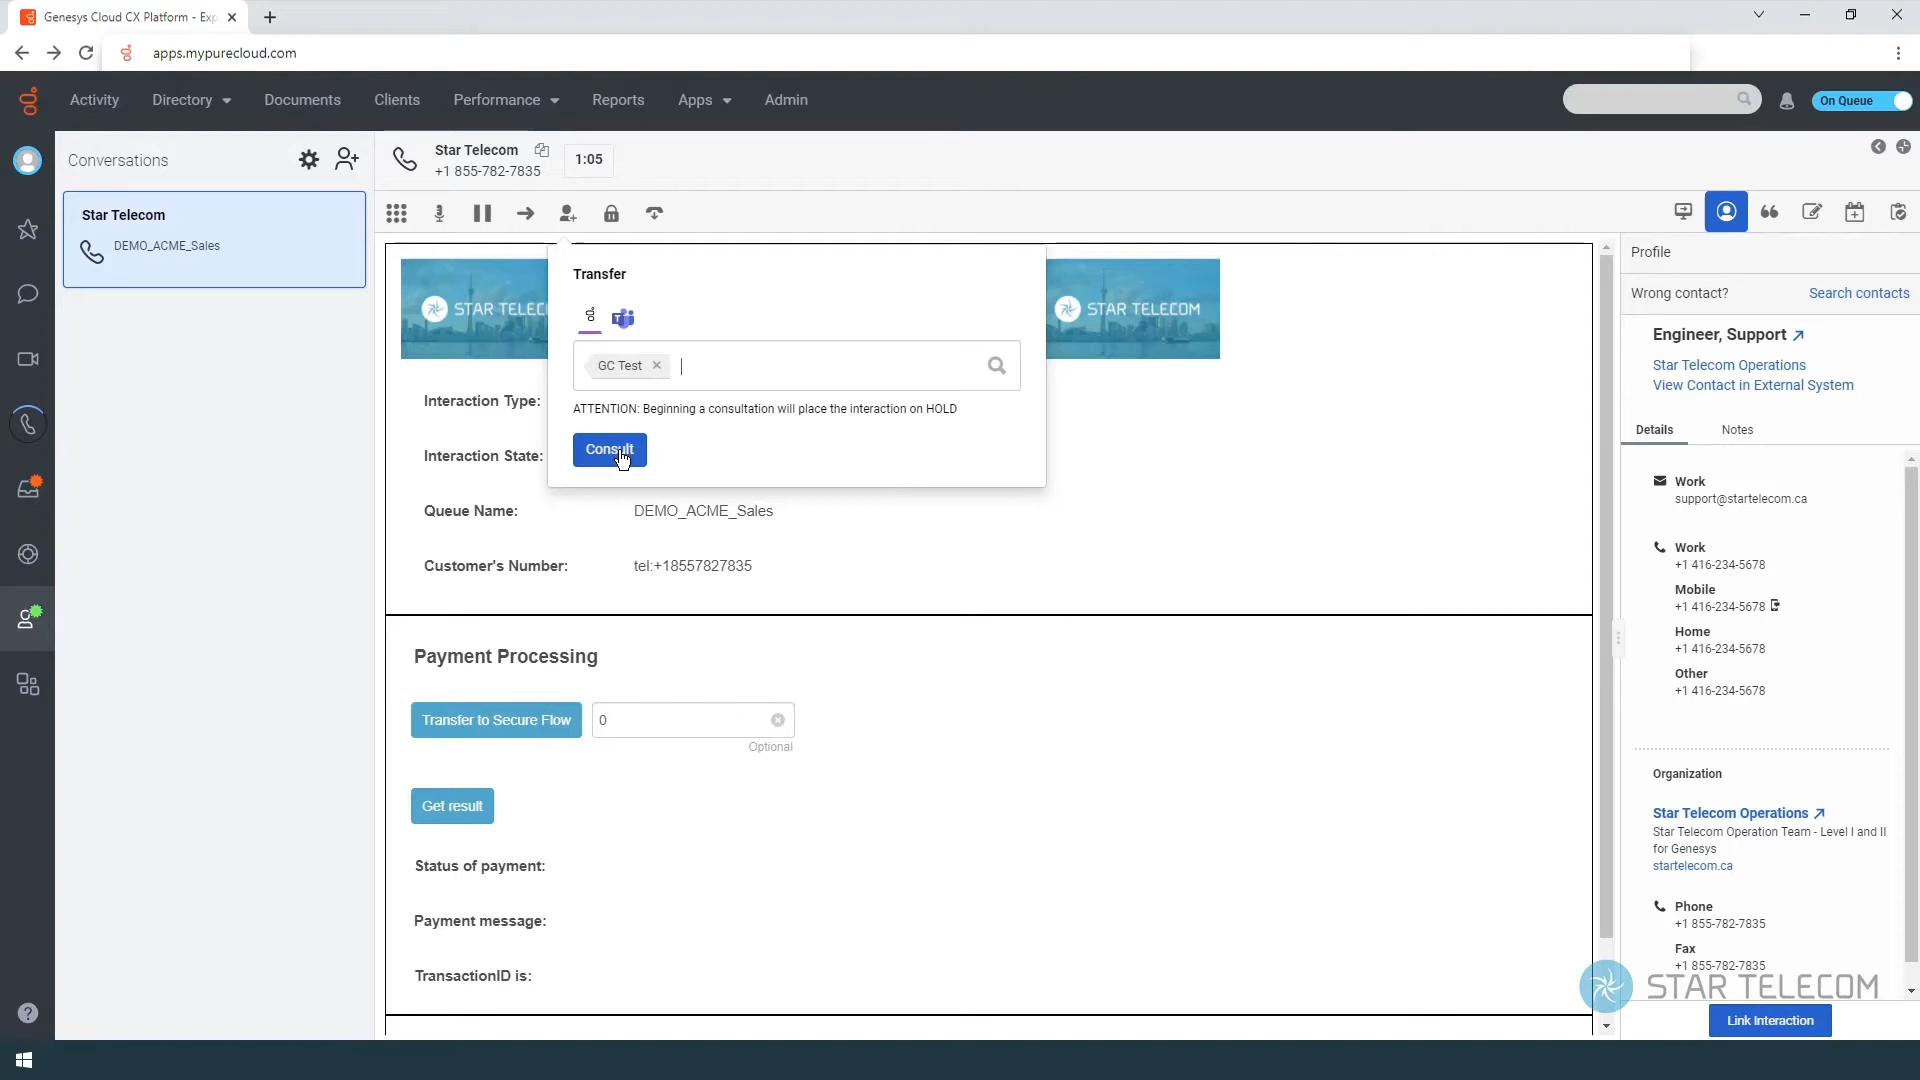 Genesys Cloud CX Platform - Exp
apps.mypurecloud.com
Activity
Directory
Documents
Clients
Performance
Reports
Apps
Admin
On Queue
Conversations
Star Telecom
DEMO_ACME_Sales
Star Telecom
+1 855-782-7835
1:05
Transfer
GC Test
ATTENTION: Beginning a consultation will place the interaction on HOLD
Consult
STAR TELECO
STAR TELECOM
Interaction Type:
Interaction State:
Queue Name:
DEMO_ACME_Sales
Customer's Number:
tel:+18557827835
Payment Processing
Transfer to Secure Flow
0
Optional
Get result
Status of payment:
Payment message:
TransactionID is:
Profile
Wrong contact?
Search contacts
Engineer, Support
Star Telecom Operations
View Contact in External System
Details
Notes
Work
support@startelecom.ca
Work
+1 416-234-5678
Mobile
+1 416-234-5678
Home
+1 416-234-5678
Other
+1 416-234-5678
Organization
Star Telecom Operations
Star Telecom Operation Team - Level I and II
for Genesys
startelecom.ca
Phone
+1 855-782-7835
Fax
+1 855-782-7835
STAR TELECOM
Link Interaction